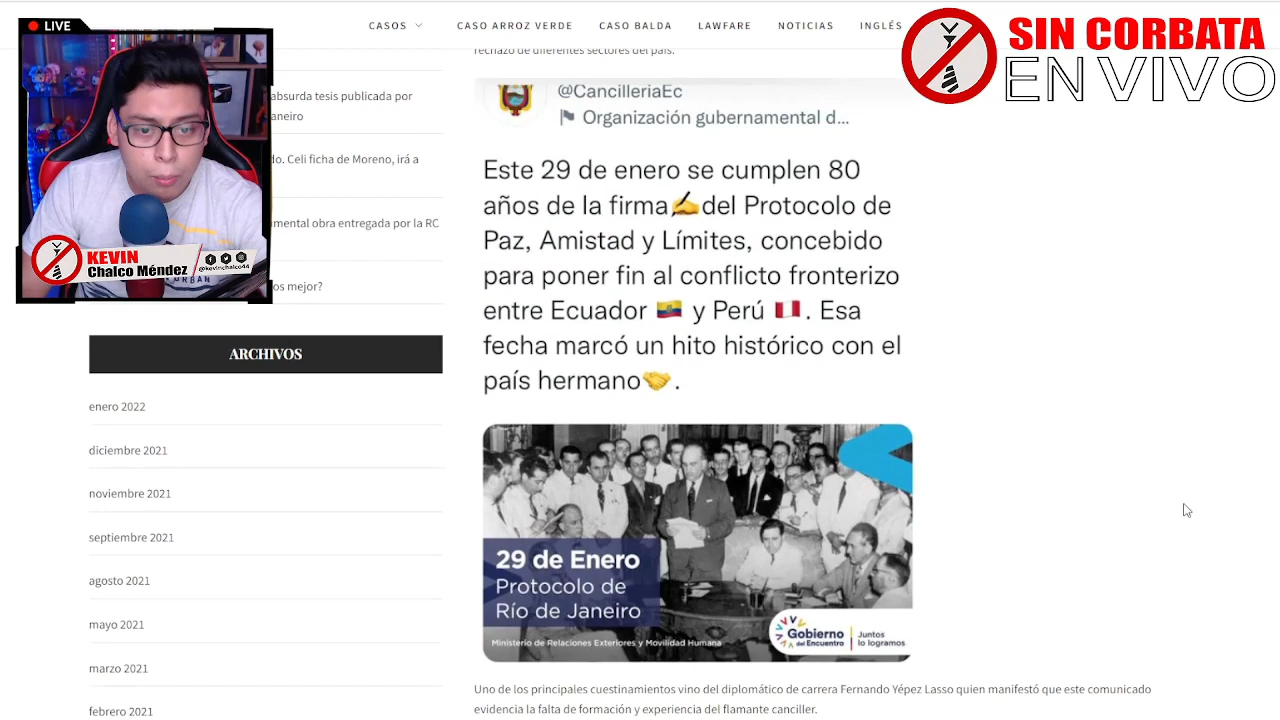 LIVE
CASOS
CASO ARROZ VERDE
CASO BALDA
LAWFARE
NOTICIAS
INGLÉS
SIN CORBATA
EN VIVO
rechazo de diferentes sectores del país.
absurda tesis publicada por
aneiro
do. Celi ficha de Moreno, irá a
mental obra entregada por la RC
os mejor?
KEVIN
Chalco Méndez
@kevinchalco44
URBAN
ARCHIVOS
enero 2022
diciembre 2021
noviembre 2021
septiembre 2021
agosto 2021
mayo 2021
marzo 2021
febrero 2021
@CancilleriaEc
Organización gubernamental d...
Este 29 de enero se cumplen 80
años de la firma✍del Protocolo de
Paz, Amistad y Límites, concebido
para poner fin al conflicto fronterizo
entre Ecuador 🇪🇨 y Perú 🇵🇪. Esa
fecha marcó un hito histórico con el
país hermano🤝.
29 de Enero
Protocolo de
Río de Janeiro
Ministerio de Relaciones Exteriores y Movilidad Humana
Gobierno
del Encuentro
Juntos
lo logramos
Uno de los principales cuestinamientos vino del diplomático de carrera Fernando Yépez Lasso quien manifestó que este comunicado
evidencia la falta de formación y experiencia del flamante canciller.